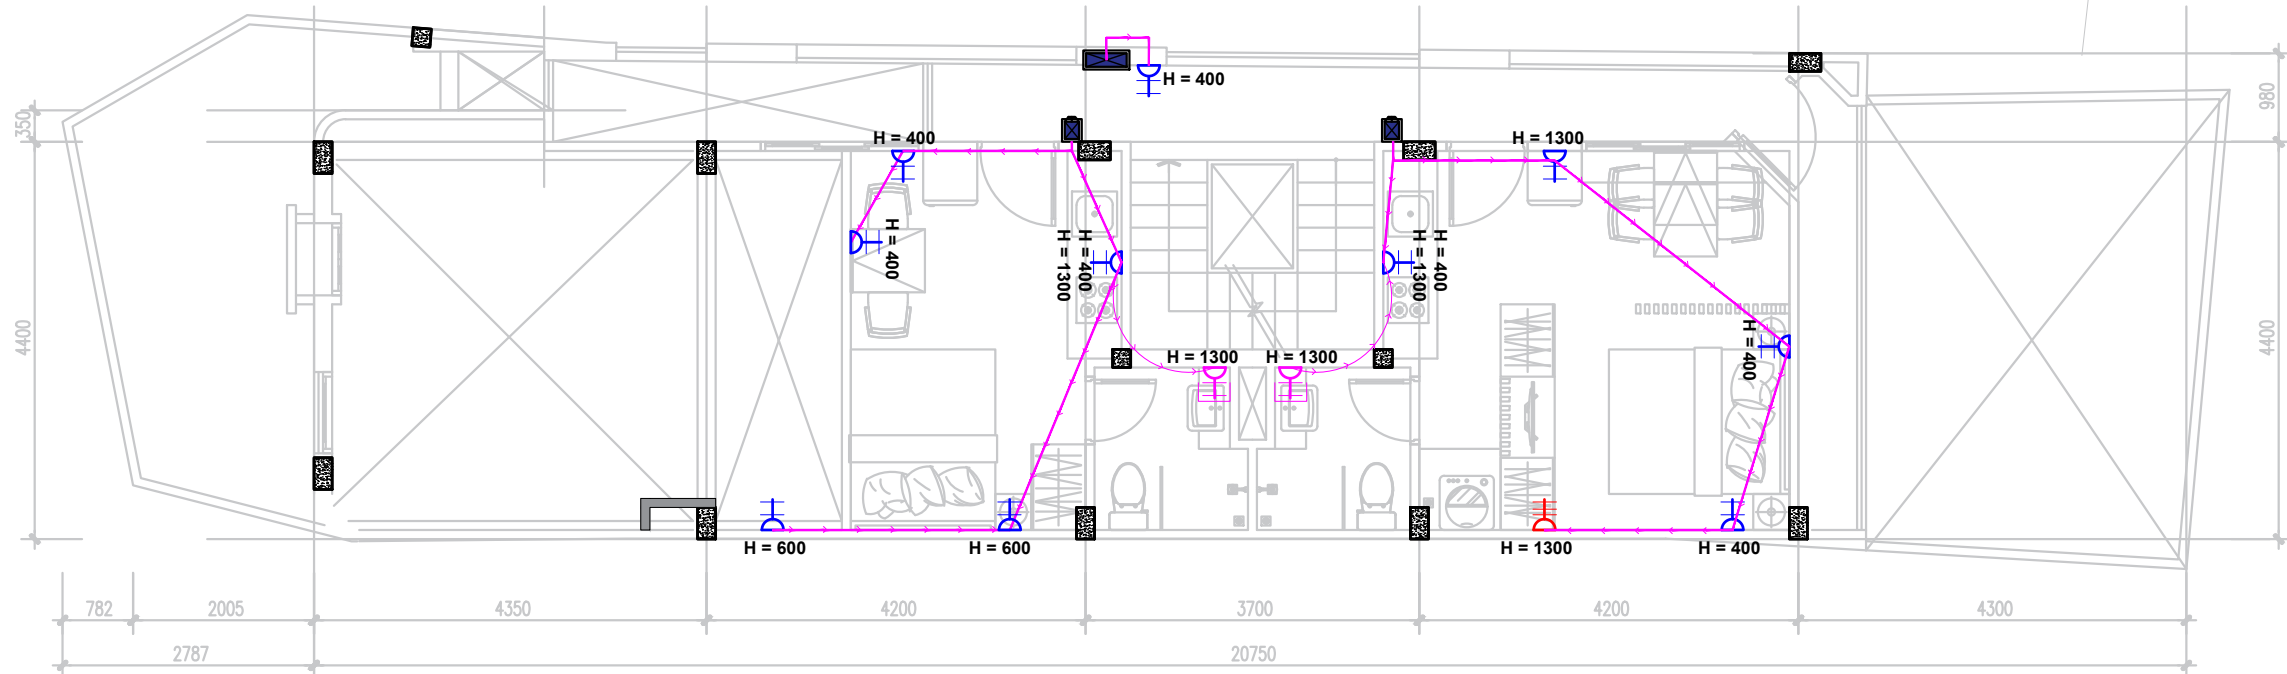 H = 400
980
350
H = 400
H = 1300
H = 400
H = 400
H = 1300
H = 400
H = 1300
4400
H = 1300
H = 1300
H = 400
4400
H = 600
H = 600
H = 1300
H = 400
782
2005
4350
4200
3700
4200
4300
2787
20750